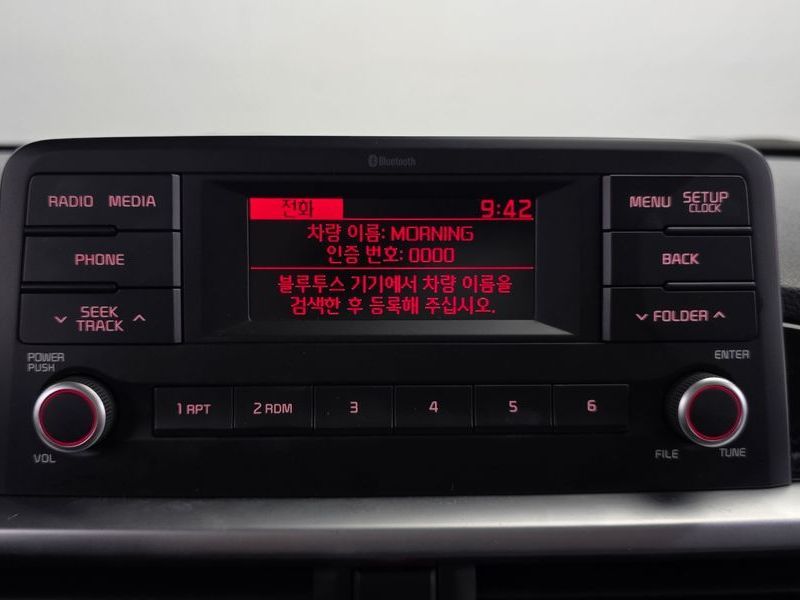 Bluetooth
RADIO MEDIA
PHONE
SEEK
TRACK
전화 9:42
차량 이름: MORNING
인증 번호: 0000
블루투스 기기에서 차량 이름을
검색한 후 등록해 주십시오.
MENU SETUP
CLOCK
BACK
FOLDER
POWER
PUSH
VOL
1 RPT 2 RDM 3 4 5 6
ENTER
FILE TUNE